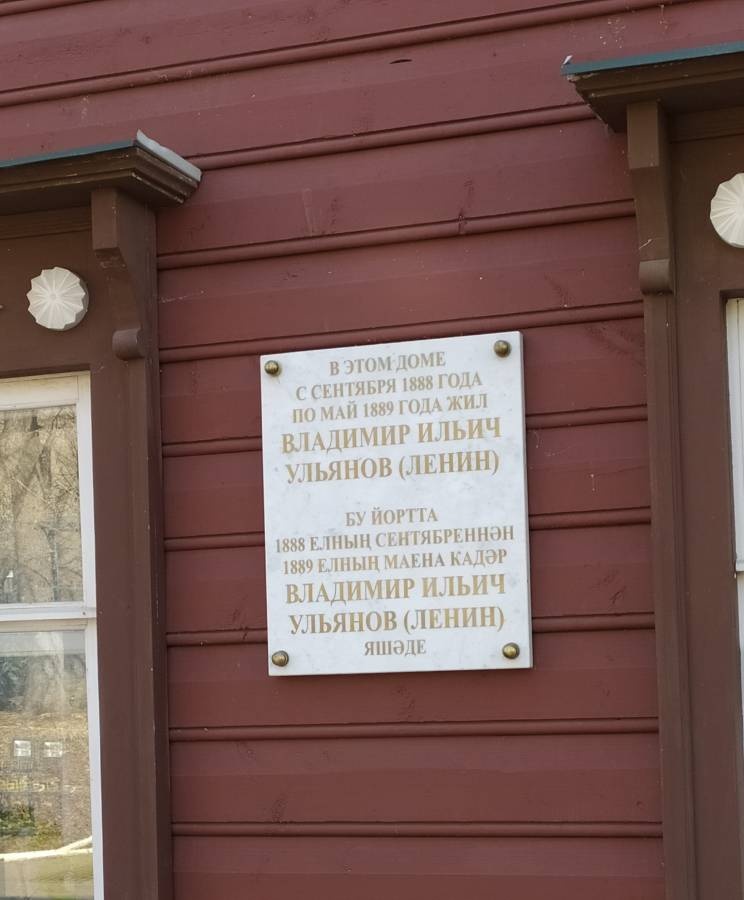 В ЭТОМ ДОМЕ
С СЕНТЯБРЯ 1888 ГОДА
ПО МАЙ 1889 ГОДА ЖИЛ
ВЛАДИМИР ИЛЬИЧ
УЛЬЯНОВ (ЛЕНИН)
БУ ЙОРТТА
1888 ЕЛНЫҢ СЕНТЯБРЕННӘН
1889 ЕЛНЫҢ МАЕНА КАДӘР
ВЛАДИМИР ИЛЬИЧ
УЛЬЯНОВ (ЛЕНИН)
ЯШӘДЕ